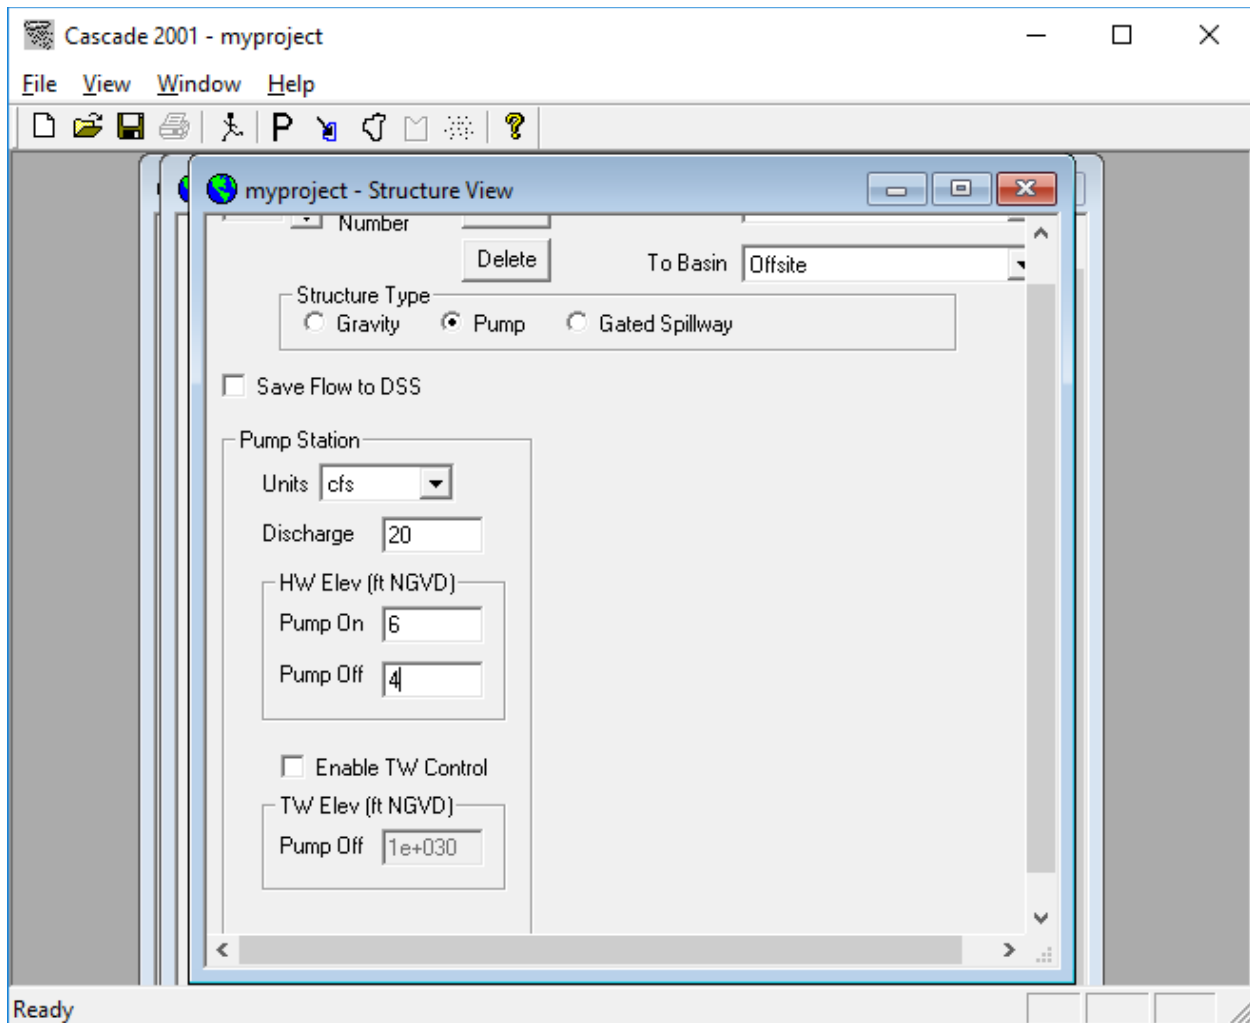 Cascade 2001 - myproject
File View Window Help
P ?
myproject - Structure View
Number
Delete To Basin Offsite
Structure Type
Gravity Pump Gated Spillway
Save Flow to DSS
Pump Station
Units cfs
Discharge 20
HW Elev (ft NGVD)
Pump On 6
Pump Off 4
Enable TW Control
TW Elev (ft NGVD)
Pump Off 1e+030
Ready